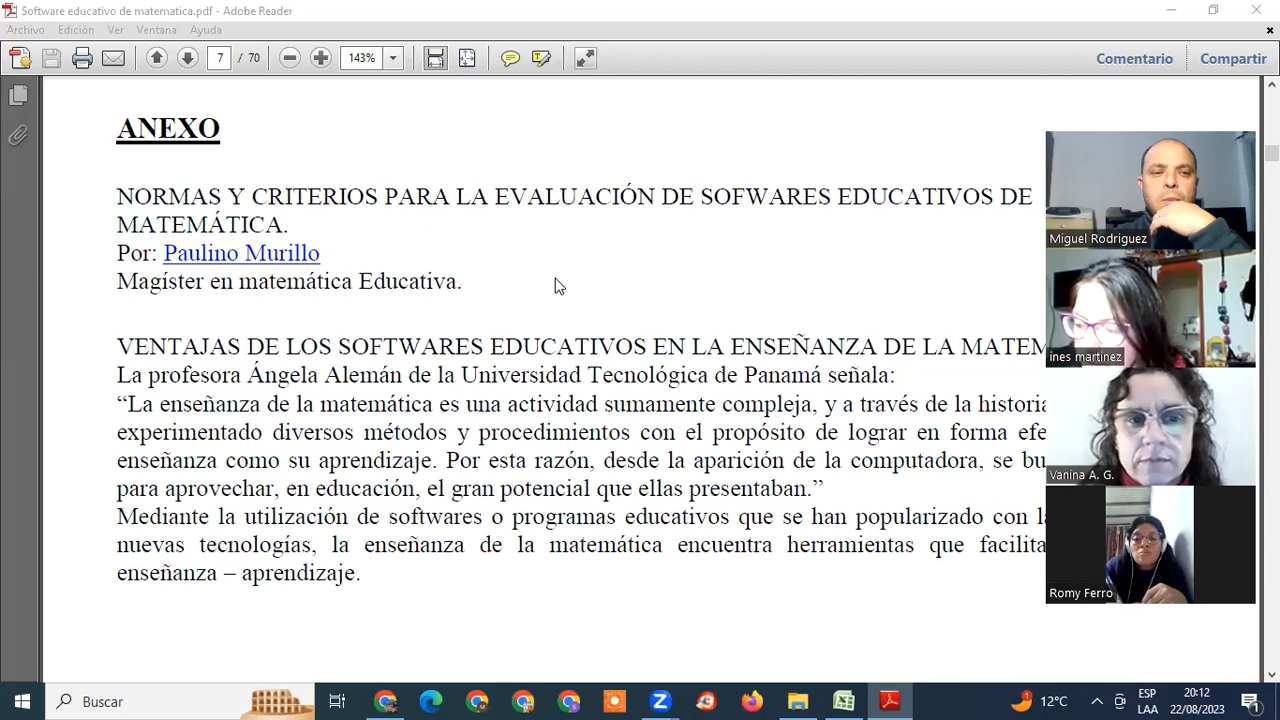 Software educativo de matematica.pdf - Adobe Reader
Archivo Edición Ver Ventana Ayuda
7 / 70 143% Comentario Compartir
ANEXO
NORMAS Y CRITERIOS PARA LA EVALUACIÓN DE SOFWARES EDUCATIVOS DE
MATEMÁTICA.
Por: Paulino Murillo
Magíster en matemática Educativa.
VENTAJAS DE LOS SOFTWARES EDUCATIVOS EN LA ENSEÑANZA DE LA MATEM
La profesora Ángela Alemán de la Universidad Tecnológica de Panamá señala:
“La enseñanza de la matemática es una actividad sumamente compleja, y a través de la historia
experimentado diversos métodos y procedimientos con el propósito de lograr en forma efe
enseñanza como su aprendizaje. Por esta razón, desde la aparición de la computadora, se bu
para aprovechar, en educación, el gran potencial que ellas presentaban.”
Mediante la utilización de softwares o programas educativos que se han popularizado con l
nuevas tecnologías, la enseñanza de la matemática encuentra herramientas que facilita
enseñanza – aprendizaje.
Miguel Rodriguez
ines martinez
Vanina A. G.
Romy Ferro
Buscar
12°C
ESP
LAA
20:12
22/08/2023
1